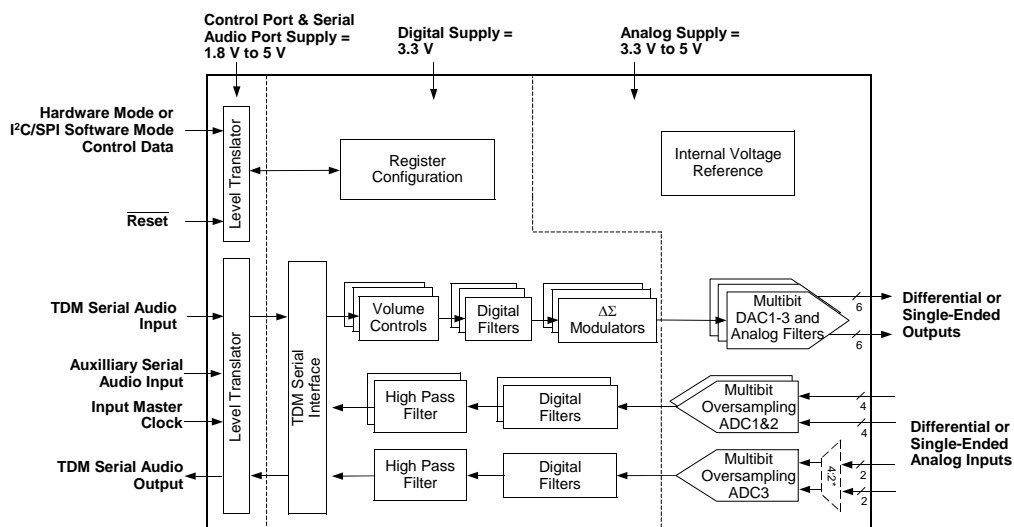 Control Port & Serial
Audio Port Supply =
1.8 V to 5 V
Digital Supply =
3.3 V
Analog Supply =
3.3 V to 5 V
Hardware Mode or
I²C/SPI Software Mode
Control Data
Reset
Level Translator
Register
Configuration
Internal Voltage
Reference
TDM Serial Audio
Input
Auxilliary Serial
Audio Input
Input Master
Clock
TDM Serial Audio
Output
Level Translator
TDM Serial
Interface
Volume
Controls
Digital
Filters
ΔΣ
Modulators
Multibit
DAC1-3 and
Analog Filters
6
6
Differential or
Single-Ended
Outputs
High Pass
Filter
Digital
Filters
Multibit
Oversampling
ADC1&2
4
4
High Pass
Filter
Digital
Filters
Multibit
Oversampling
ADC3
4:2*
2
2
Differential or
Single-Ended
Analog Inputs